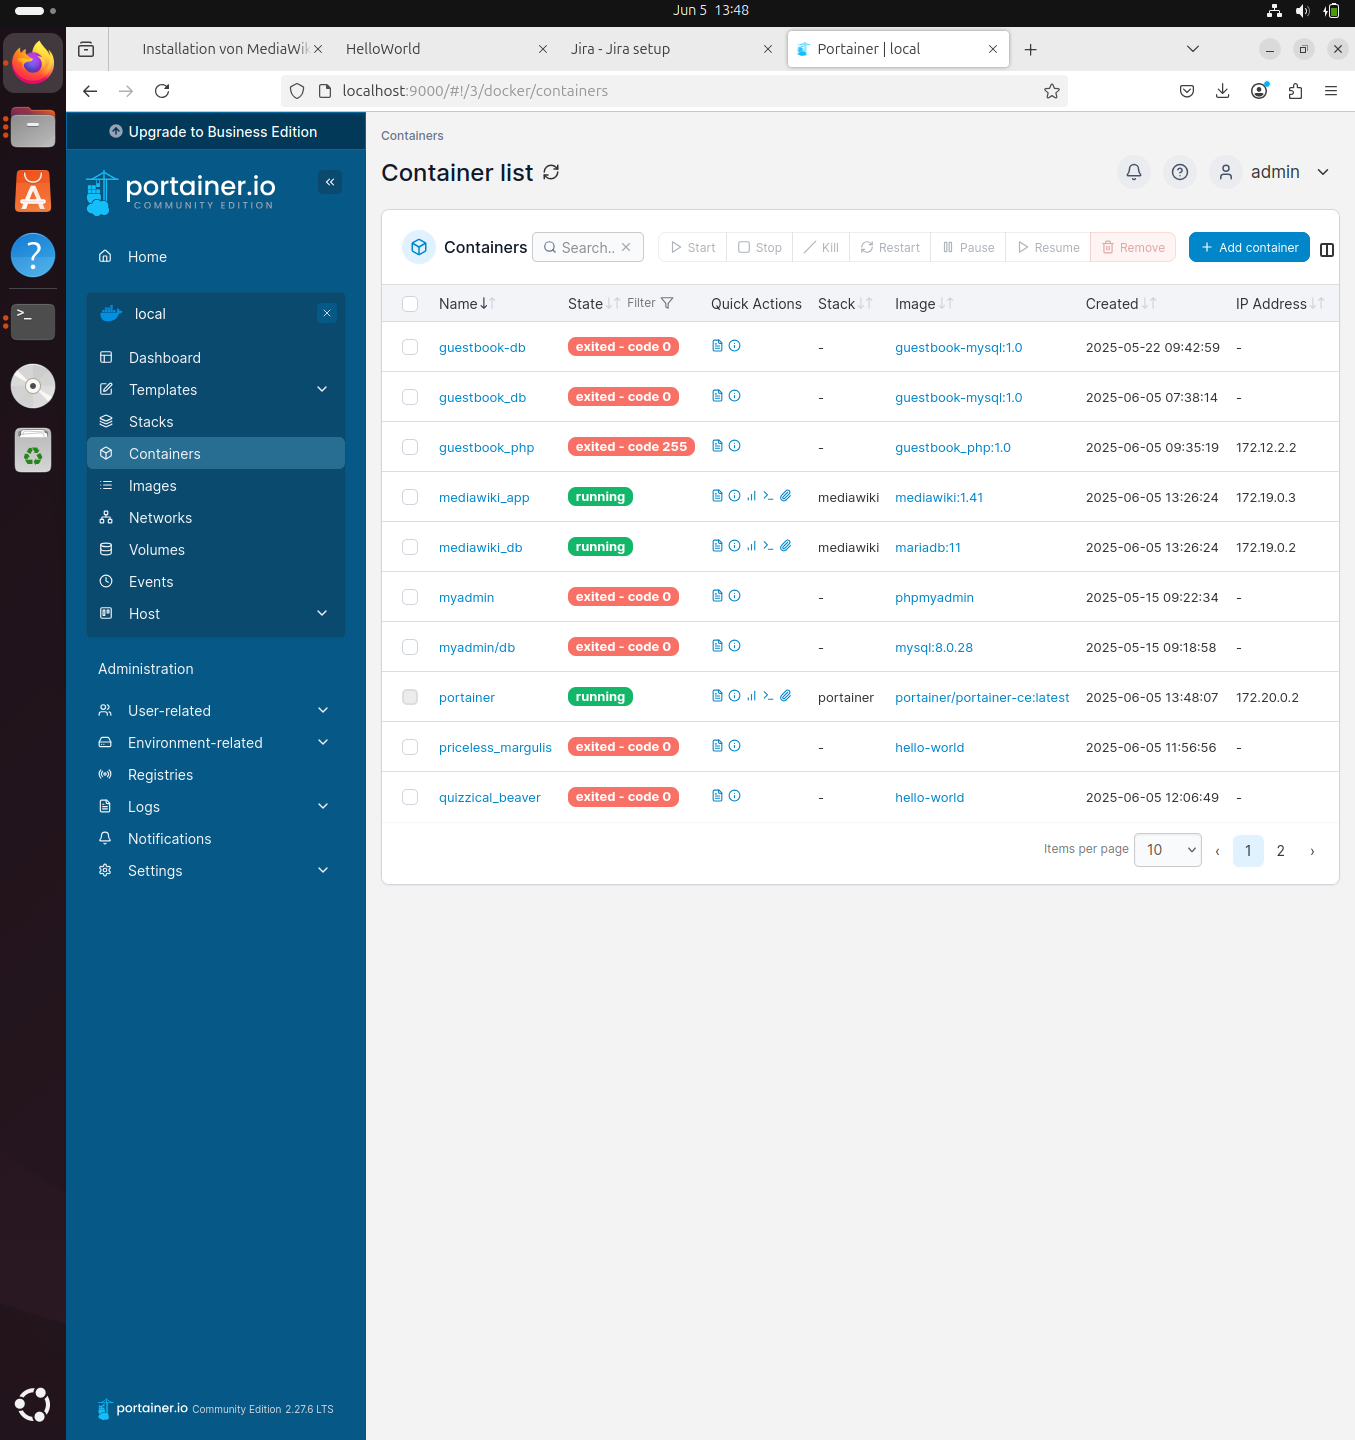 Jun 5 13:48
Installation von MediaWik
HelloWorld
Jira - Jira setup
Portainer | local
localhost:9000/#!/3/docker/containers
Upgrade to Business Edition
portainer.io
COMMUNITY EDITION
Home
local
Dashboard
Templates
Stacks
Containers
Images
Networks
Volumes
Events
Host
Administration
User-related
Environment-related
Registries
Logs
Notifications
Settings
portainer.io Community Edition 2.27.6 LTS
Containers
Container list
admin
Containers Search.. Start Stop Kill Restart Pause Resume Remove Add container
Name State Filter Quick Actions Stack Image Created IP Address
guestbook-db exited - code 0 - guestbook-mysql:1.0 2025-05-22 09:42:59 -
guestbook_db exited - code 0 - guestbook-mysql:1.0 2025-06-05 07:38:14 -
guestbook_php exited - code 255 - guestbook_php:1.0 2025-06-05 09:35:19 172.12.2.2
mediawiki_app running mediawiki mediawiki:1.41 2025-06-05 13:26:24 172.19.0.3
mediawiki_db running mediawiki mariadb:11 2025-06-05 13:26:24 172.19.0.2
myadmin exited - code 0 - phpmyadmin 2025-05-15 09:22:34 -
myadmin/db exited - code 0 - mysql:8.0.28 2025-05-15 09:18:58 -
portainer running portainer portainer/portainer-ce:latest 2025-06-05 13:48:07 172.20.0.2
priceless_margulis exited - code 0 - hello-world 2025-06-05 11:56:56 -
quizzical_beaver exited - code 0 - hello-world 2025-06-05 12:06:49 -
Items per page 10 ‹ 1 2 ›